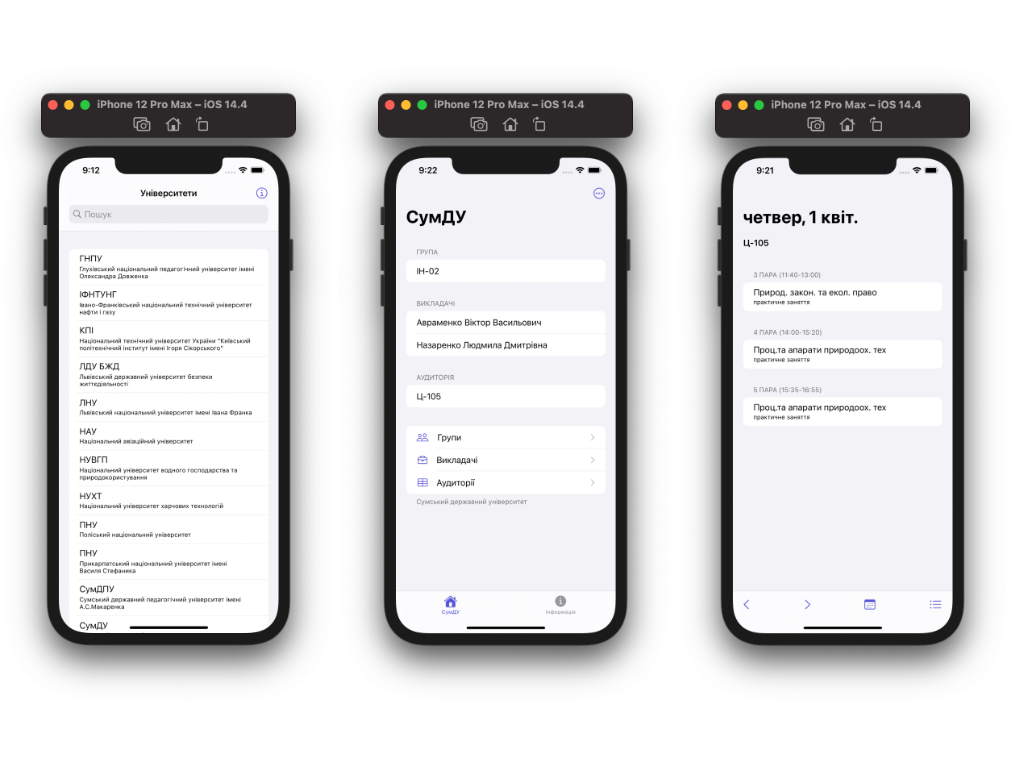 iPhone 12 Pro Max – iOS 14.4
9:12
Університети
Пошук
ГНПУ
Глухівський національний педагогічний університет імені
Олександра Довженка
ІФНТУНГ
Івано-Франківський національний технічний університет
нафти і газу
КПІ
Національний технічний університет України "Київський
політехнічний інститут імені Ігоря Сікорського"
ЛДУ БЖД
Львівський державний університет безпеки
життєдіяльності
ЛНУ
Львівський національний університет імені Івана Франка
НАУ
Національний авіаційний університет
НУВГП
Національний університет водного господарства та
природокористування
НУХТ
Національний університет харчових технологій
ПНУ
Поліський національний університет
ПНУ
Прикарпатський національний університет імені
Василя Стефаника
СумДПУ
Сумський державний педагогічний університет імені
А.С.Макаренка
СумДУ
iPhone 12 Pro Max – iOS 14.4
9:22
СумДУ
ГРУПА
ІН-02
ВИКЛАДАЧІ
Авраменко Віктор Васильович
Назаренко Людмила Дмитрівна
АУДИТОРІЯ
Ц-105
Групи
Викладачі
Аудиторії
Сумський державний університет
СумДУ
Інформація
iPhone 12 Pro Max – iOS 14.4
9:21
четвер, 1 квіт.
Ц-105
3 ПАРА (11:40-13:00)
Природ. закон. та екол. право
практичне заняття
4 ПАРА (14:00-15:20)
Проц.та апарати природоох. тех
практичне заняття
5 ПАРА (15:35-16:55)
Проц.та апарати природоох. тех
практичне заняття